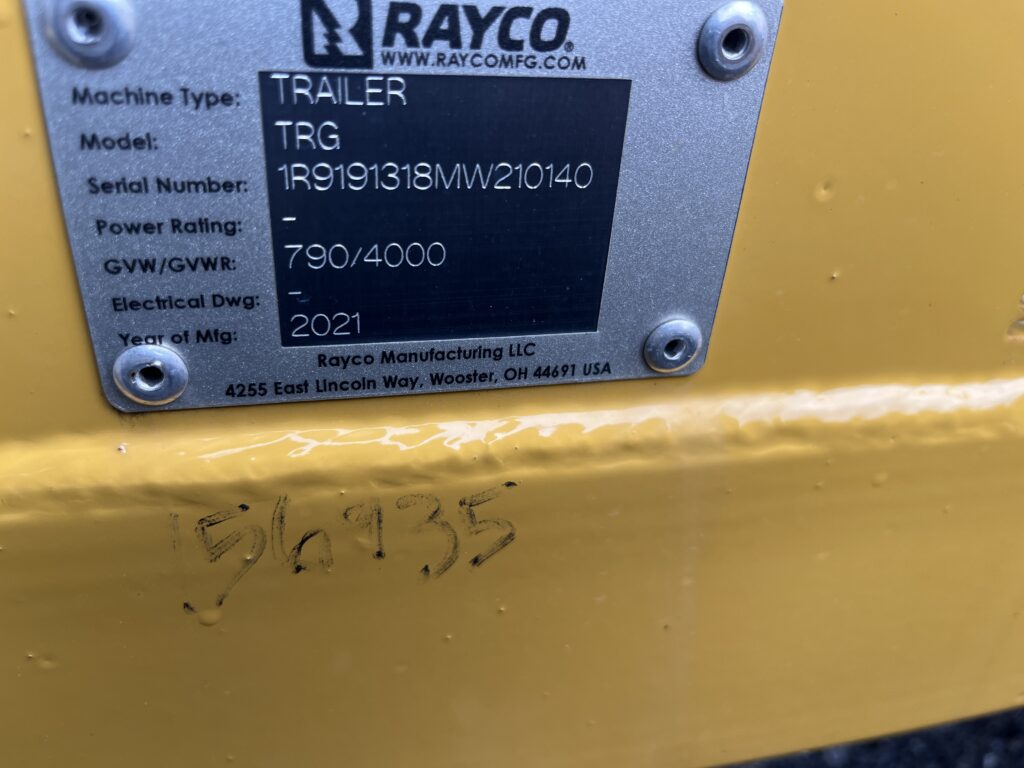 RAYCO®
WWW.RAYCOMFG.COM
Machine Type: TRAILER
Model: TRG
Serial Number: 1R9191318MW210140
Power Rating: -
GVW/GVWR: 790/4000
Electrical Dwg: -
Year of Mfg: 2021
Rayco Manufacturing LLC
4255 East Lincoln Way, Wooster, OH 44691 USA
156935